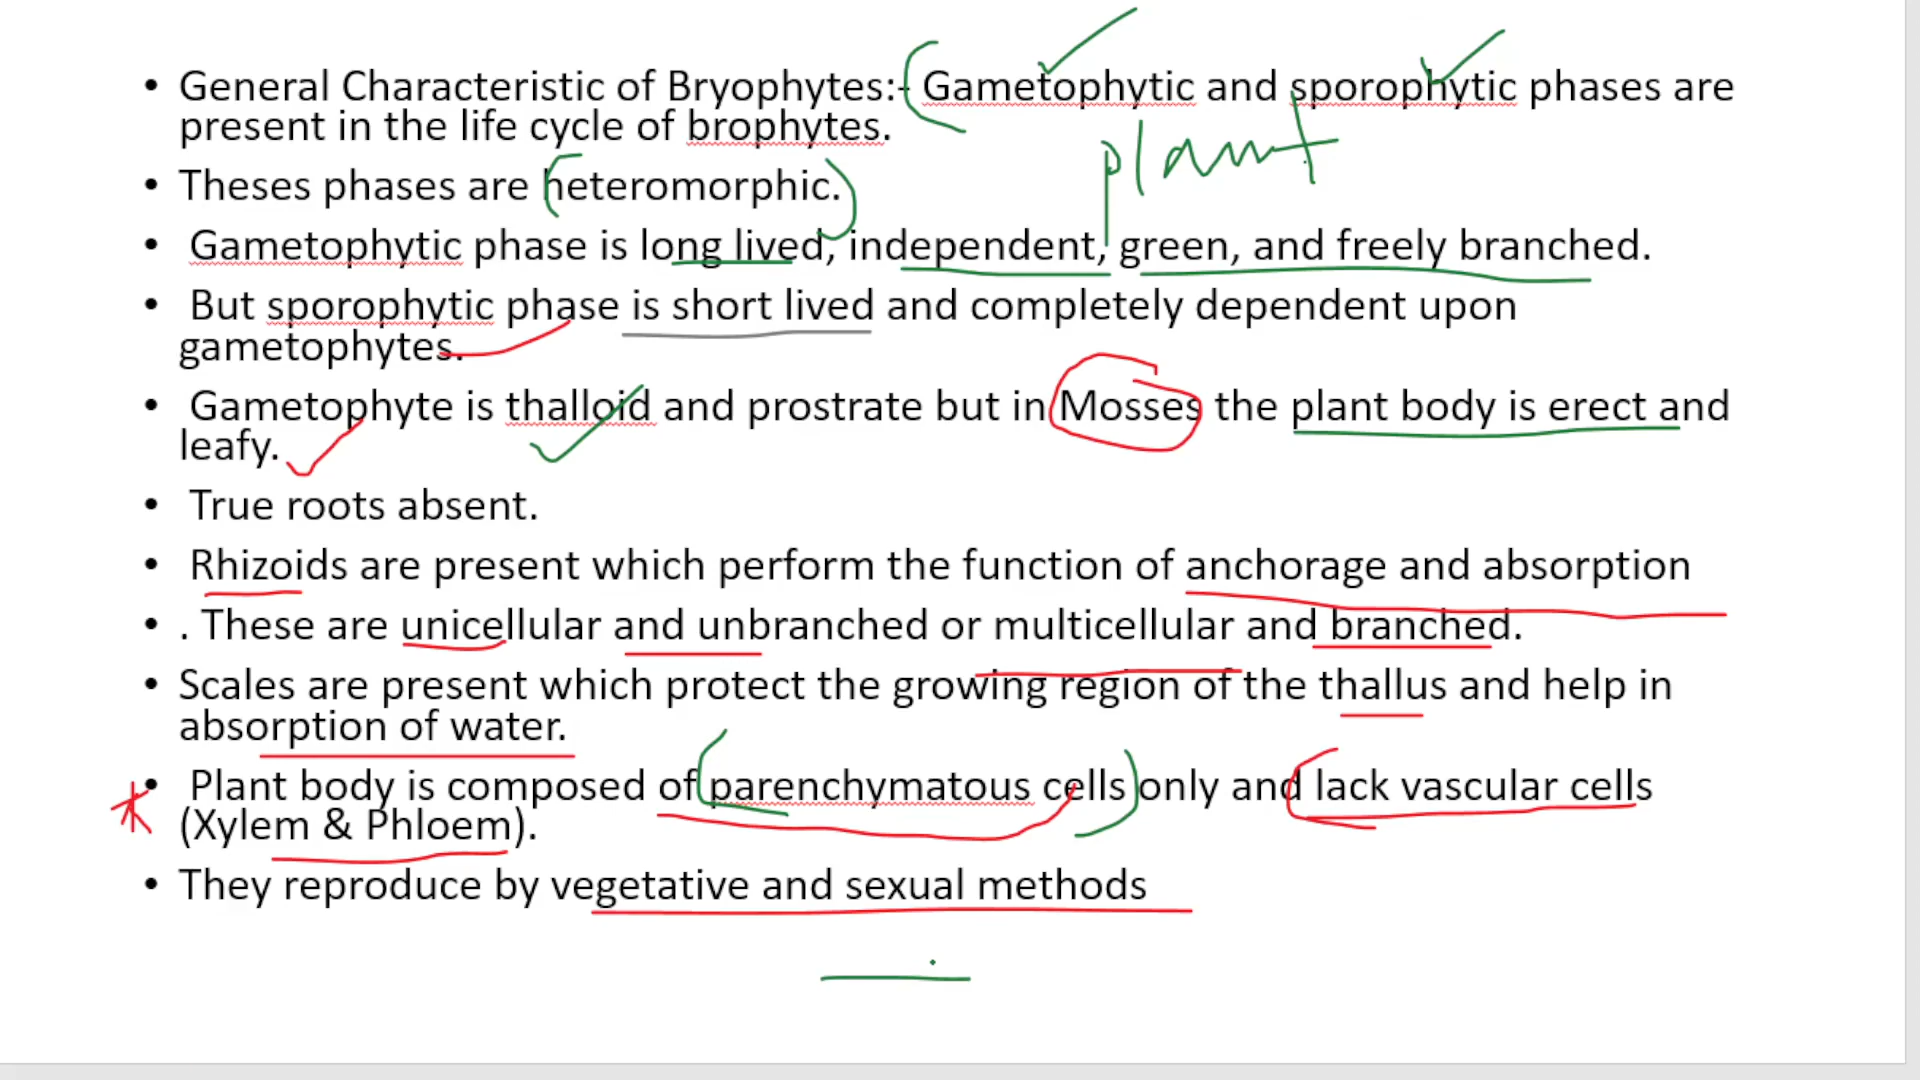 • General Characteristic of Bryophytes:- Gametophytic and sporophytic phases are
present in the life cycle of brophytes.
plant
• Theses phases are heteromorphic.
• Gametophytic phase is long lived, independent, green, and freely branched.
• But sporophytic phase is short lived and completely dependent upon
gametophytes.
• Gametophyte is thalloid and prostrate but in Mosses the plant body is erect and
leafy.
• True roots absent.
• Rhizoids are present which perform the function of anchorage and absorption
• . These are unicellular and unbranched or multicellular and branched.
• Scales are present which protect the growing region of the thallus and help in
absorption of water.
• Plant body is composed of parenchymatous cells only and lack vascular cells
(Xylem & Phloem).
• They reproduce by vegetative and sexual methods